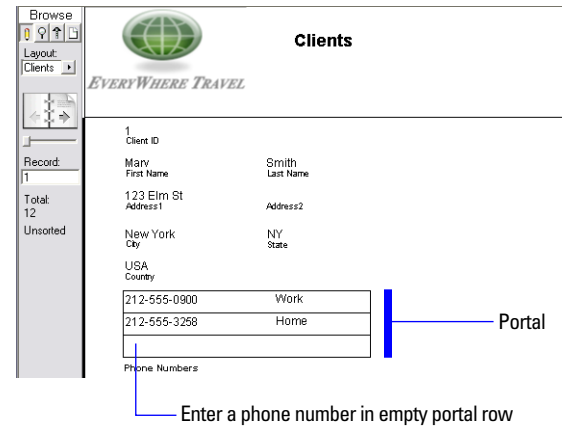 Browse
Clients
Layout:
Clients
EVERYWHERE TRAVEL
1
Client ID
Marv Smith
First Name Last Name
Record:
1
123 Elm St
Address1 Address2
Total:
12
Unsorted
New York NY
City State
USA
Country
212-555-0900 Work
212-555-3258 Home
Portal
Phone Numbers
Enter a phone number in empty portal row